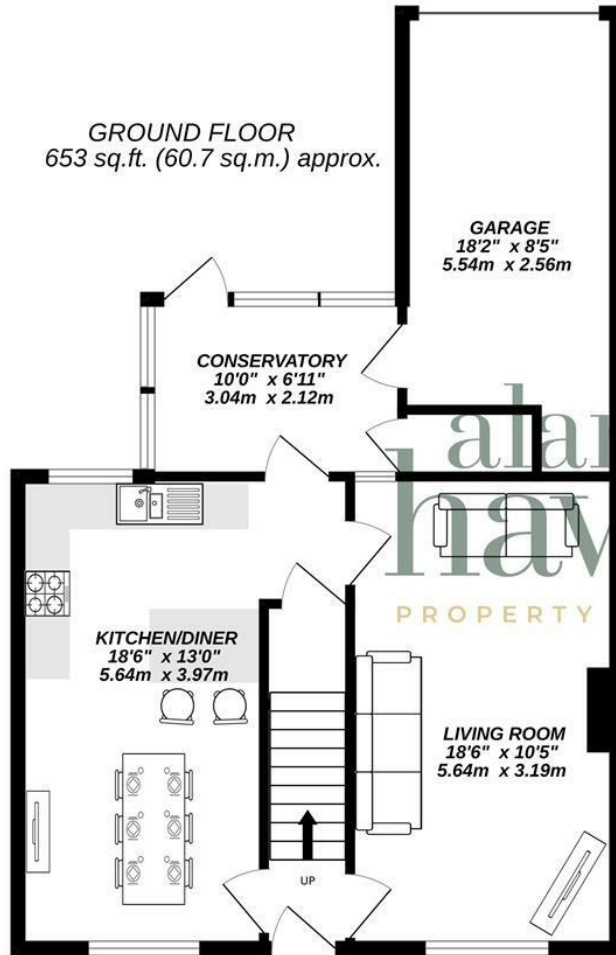 GROUND FLOOR
653 sq.ft. (60.7 sq.m.) approx.
GARAGE
18'2" x 8'5"
5.54m x 2.56m
CONSERVATORY
10'0" x 6'11"
3.04m x 2.12m
alan
haw
PROPERTY
KITCHEN/DINER
18'6" x 13'0"
5.64m x 3.97m
LIVING ROOM
18'6" x 10'5"
5.64m x 3.19m
UP